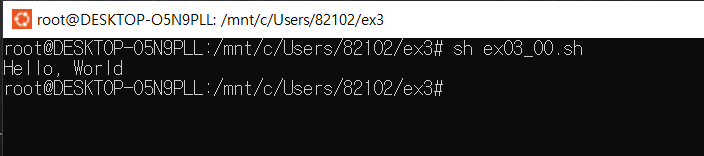 root@DESKTOP-O5N9PLL: /mnt/c/Users/82102/ex3
root@DESKTOP-O5N9PLL:/mnt/c/Users/82102/ex3# sh ex03_00.sh
Hello, World
root@DESKTOP-O5N9PLL:/mnt/c/Users/82102/ex3#